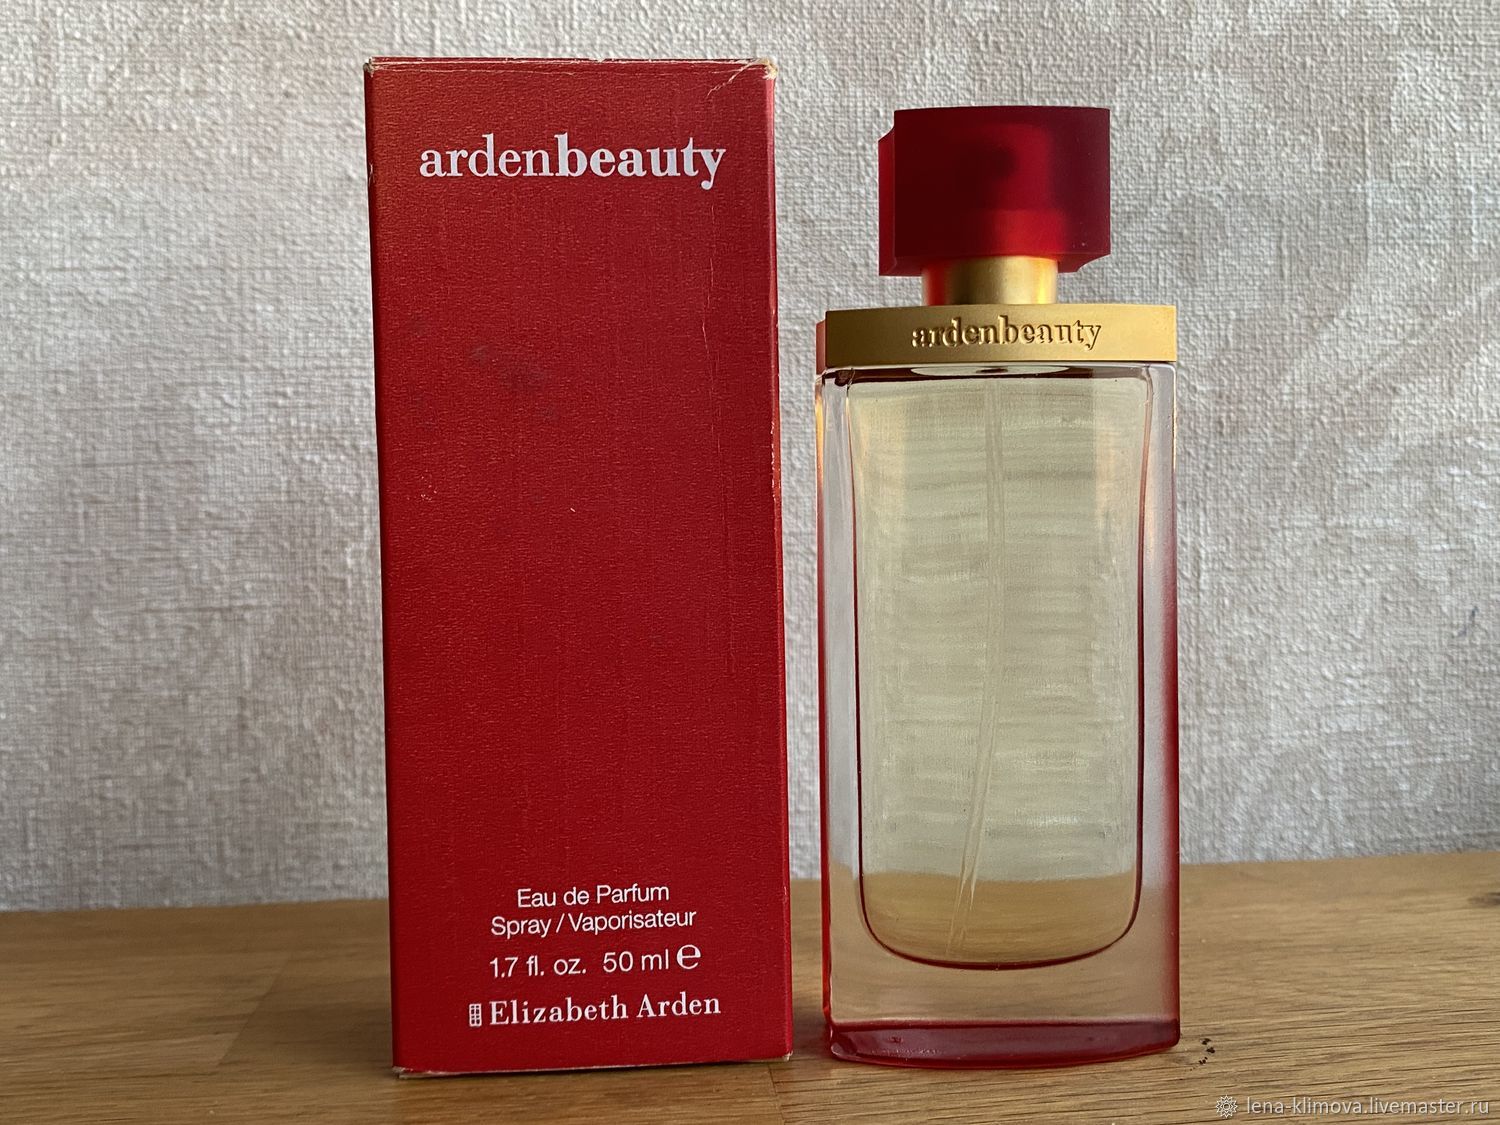 ardenbeauty
Eau de Parfum
Spray / Vaporisateur
1.7 fl. oz. 50 ml ℮
Elizabeth Arden
ardenbeauty
lena-klimova.livemaster.ru